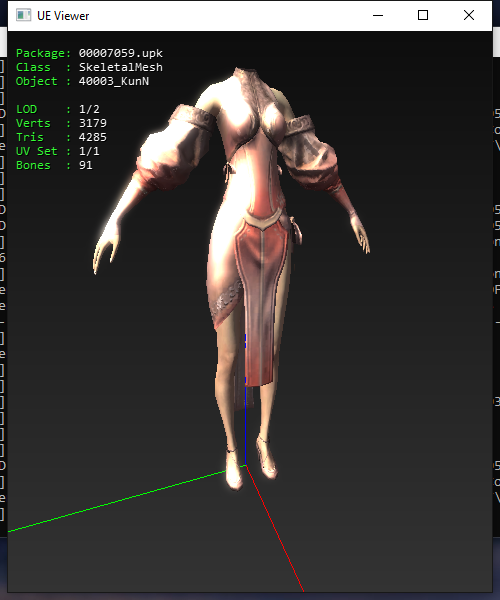 UE Viewer
Package: 00007059.upk
Class : SkeletalMesh
Object : 40003_KunN
LOD : 1/2
Verts : 3179
Tris : 4285
UV Set : 1/1
Bones : 91